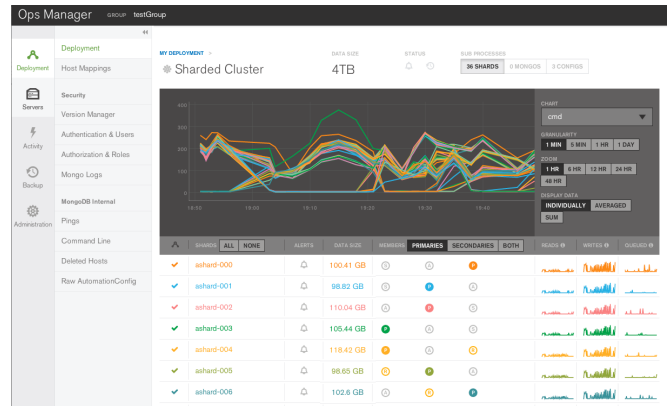 Ops Manager GROUP testGroup
Deployment
Servers
Activity
Backup
Administration
Deployment
Host Mappings
Security
Version Manager
Authentication & Users
Authorization & Roles
Mongo Logs
MongoDB Internal
Pings
Command Line
Deleted Hosts
Raw AutomationConfig
MY DEPLOYMENT DATA SIZE STATUS SUB PROCESSES
Sharded Cluster 4TB 36 SHARDS 0 MONGOS 3 CONFIGS
400
300
200
100
0
18:50 19:00 19:10 19:20 19:30 19:40
CHART
cmd
GRANULARITY
1 MIN 5 MIN 1 HR 1 DAY
ZOOM
1 HR 6 HR 12 HR 24 HR
48 HR
DISPLAY DATA
INDIVIDUALLY AVERAGED
SUM
SHARDS ALL NONE ALERTS DATA SIZE MEMBERS PRIMARIES SECONDARIES BOTH READS WRITES QUEUED
ashard-000 100.41 GB P
ashard-001 98.82 GB P
ashard-002 110.04 GB P
ashard-003 105.44 GB P
ashard-004 118.42 GB P
ashard-005 98.65 GB P
ashard-006 102.6 GB P